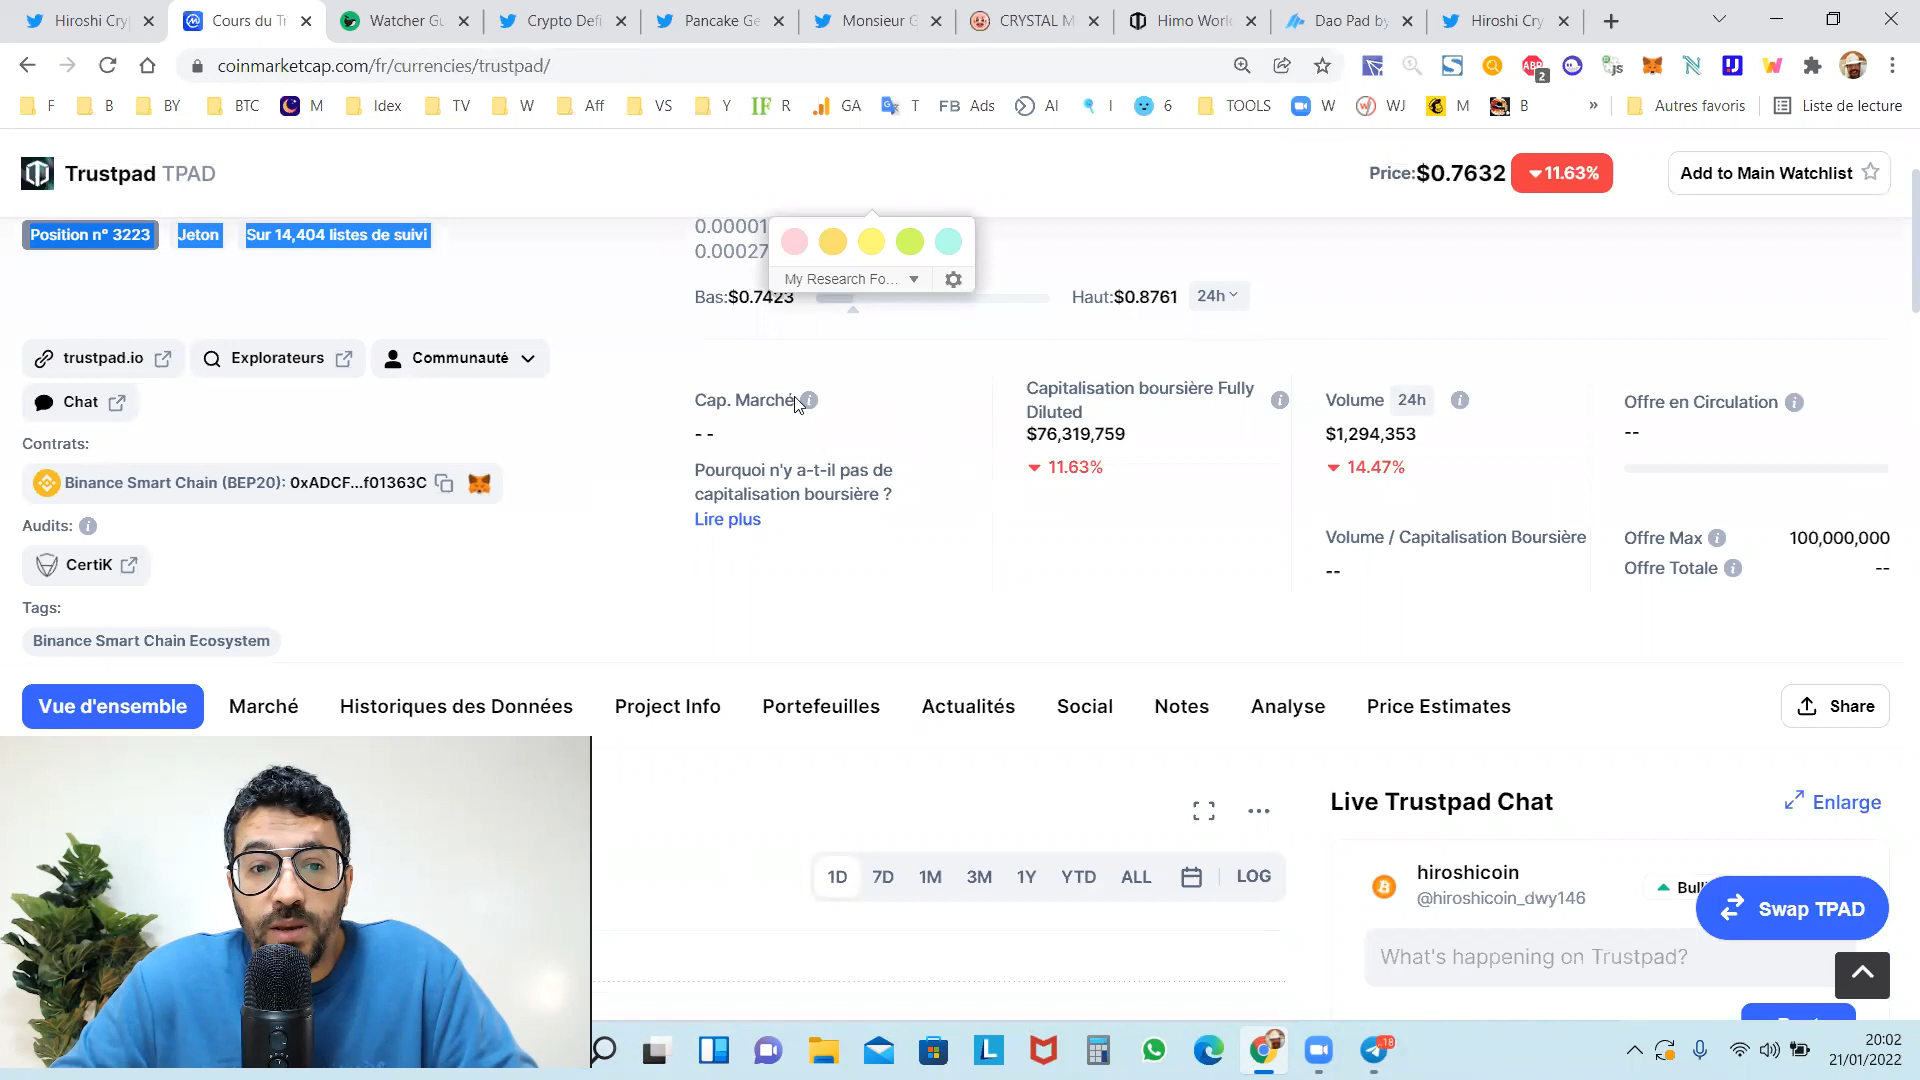 Hiroshi Cry
Cours du Tr
Watcher Gu
Crypto Defi
Pancake Ge
Monsieur G
CRYSTAL M
Himo Worl
Dao Pad by
Hiroshi Cry
coinmarketcap.com/fr/currencies/trustpad/
ABP
2
F
B
BY
BTC
M
Idex
TV
W
Aff
VS
Y
IF R
GA
T
FB Ads
AI
I
6
TOOLS
W
WJ
M
B
»
Autres favoris
Liste de lecture
Trustpad TPAD
Price:$0.7632
11.63%
Add to Main Watchlist
Position n° 3223
Jeton
Sur 14,404 listes de suivi
0.00001
0.00027
My Research Fo...
Bas:$0.7423
Haut:$0.8761
24h
trustpad.io
Explorateurs
Communauté
Chat
Contrats:
Binance Smart Chain (BEP20): 0xADCF...f01363C
Audits:
CertiK
Tags:
Binance Smart Chain Ecosystem
Cap. Marché
- -
Pourquoi n'y a-t-il pas de
capitalisation boursière ?
Lire plus
Capitalisation boursière Fully
Diluted
$76,319,759
11.63%
Volume 24h
$1,294,353
14.47%
Volume / Capitalisation Boursière
--
Offre en Circulation
--
Offre Max
100,000,000
Offre Totale
--
Vue d'ensemble
Marché
Historiques des Données
Project Info
Portefeuilles
Actualités
Social
Notes
Analyse
Price Estimates
Share
1D
7D
1M
3M
1Y
YTD
ALL
LOG
Live Trustpad Chat
Enlarge
hiroshicoin
@hiroshicoin_dwy146
Bull
Swap TPAD
What's happening on Trustpad?
L
18
20:02
21/01/2022